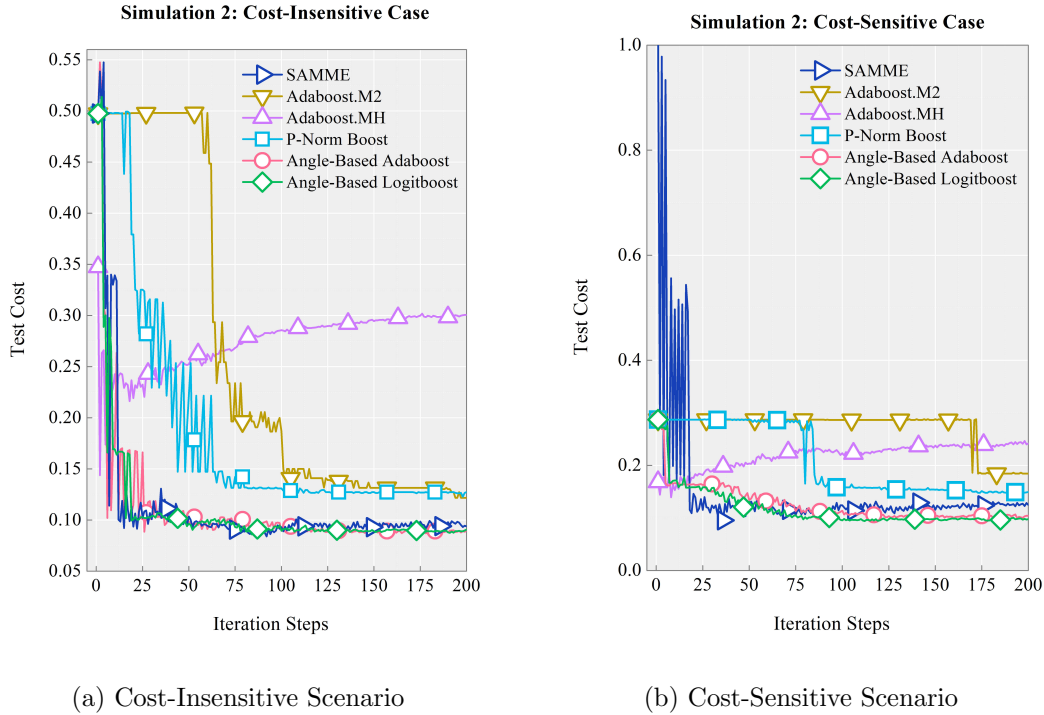 Simulation 2: Cost-Insensitive Case
0.55
0.50
0.45
0.40
0.35
0.30
0.25
0.20
0.15
0.10
0.05
Test Cost
SAMME
Adaboost.M2
Adaboost.MH
P-Norm Boost
Angle-Based Adaboost
Angle-Based Logitboost
0 25 50 75 100 125 150 175 200
Iteration Steps
(a) Cost-Insensitive Scenario
Simulation 2: Cost-Sensitive Case
1.0
0.8
0.6
0.4
0.2
0.0
Test Cost
SAMME
Adaboost.M2
Adaboost.MH
P-Norm Boost
Angle-Based Adaboost
Angle-Based Logitboost
0 25 50 75 100 125 150 175 200
Iteration Steps
(b) Cost-Sensitive Scenario